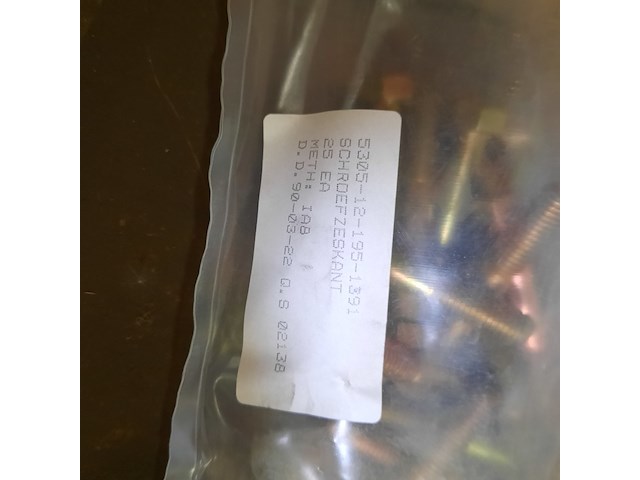 5305-12-195-1391
SCHROEFZESKANT
25 EA
METH: IAB
D.D.90-03-22 Q.S 02138